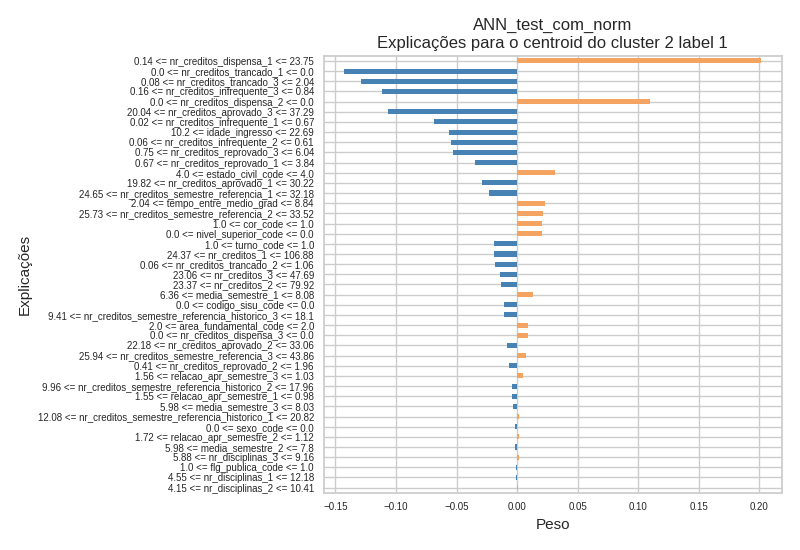 ANN_test_com_norm
Explicações para o centroid do cluster 2 label 1
0.14 <= nr_creditos_dispensa_1 <= 23.75
0.0 <= nr_creditos_trancado_1 <= 0.0
0.08 <= nr_creditos_trancado_3 <= 2.04
0.16 <= nr_creditos_infrequente_3 <= 0.84
0.0 <= nr_creditos_dispensa_2 <= 0.0
20.04 <= nr_creditos_aprovado_3 <= 37.29
0.02 <= nr_creditos_infrequente_1 <= 0.67
10.2 <= idade_ingresso <= 22.69
0.06 <= nr_creditos_infrequente_2 <= 0.61
0.75 <= nr_creditos_reprovado_3 <= 6.04
0.67 <= nr_creditos_reprovado_1 <= 3.84
4.0 <= estado_civil_code <= 4.0
19.82 <= nr_creditos_aprovado_1 <= 30.22
24.65 <= nr_creditos_semestre_referencia_1 <= 32.18
2.04 <= tempo_entre_medio_grad <= 8.84
25.73 <= nr_creditos_semestre_referencia_2 <= 33.52
1.0 <= cor_code <= 1.0
0.0 <= nivel_superior_code <= 0.0
1.0 <= turno_code <= 1.0
24.37 <= nr_creditos_1 <= 106.88
0.06 <= nr_creditos_trancado_2 <= 1.06
23.06 <= nr_creditos_3 <= 47.69
23.37 <= nr_creditos_2 <= 79.92
6.36 <= media_semestre_1 <= 8.08
0.0 <= codigo_sisu_code <= 0.0
9.41 <= nr_creditos_semestre_referencia_historico_3 <= 18.1
2.0 <= area_fundamental_code <= 2.0
0.0 <= nr_creditos_dispensa_3 <= 0.0
22.18 <= nr_creditos_aprovado_2 <= 33.06
25.94 <= nr_creditos_semestre_referencia_3 <= 43.86
0.41 <= nr_creditos_reprovado_2 <= 1.96
1.56 <= relacao_apr_semestre_3 <= 1.03
9.96 <= nr_creditos_semestre_referencia_historico_2 <= 17.96
1.55 <= relacao_apr_semestre_1 <= 0.98
5.98 <= media_semestre_3 <= 8.03
12.08 <= nr_creditos_semestre_referencia_historico_1 <= 20.82
0.0 <= sexo_code <= 0.0
1.72 <= relacao_apr_semestre_2 <= 1.12
5.98 <= media_semestre_2 <= 7.8
5.88 <= nr_disciplinas_3 <= 9.16
1.0 <= flg_publica_code <= 1.0
4.55 <= nr_disciplinas_1 <= 12.18
4.15 <= nr_disciplinas_2 <= 10.41
Explicações
−0.15 −0.10 −0.05 0.00 0.05 0.10 0.15 0.20
Peso